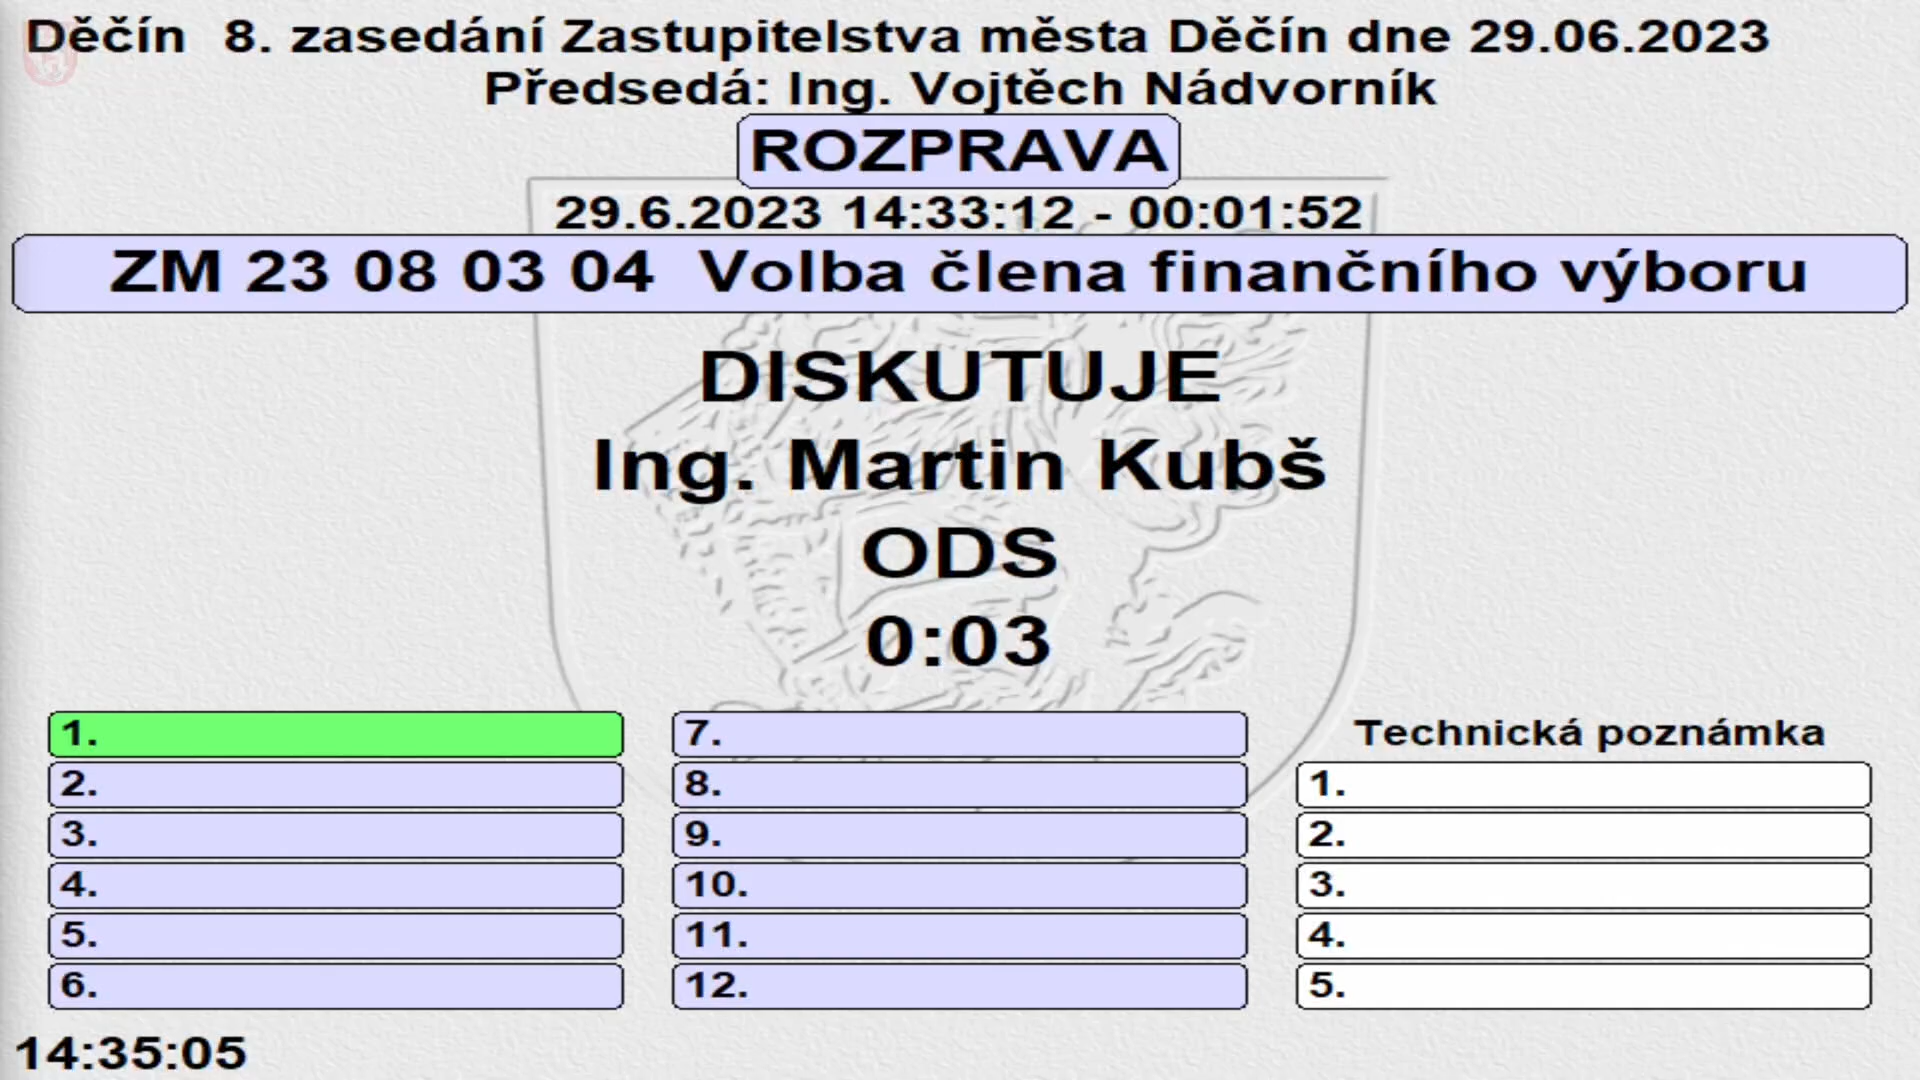 Děčín 8. zasedání Zastupitelstva města Děčín dne 29.06.2023
Předsedá: Ing. Vojtěch Nádvorník
ROZPRAVA
29.6.2023 14:33:12 - 00:01:52
ZM 23 08 03 04 Volba člena finančního výboru
DISKUTUJE
Ing. Martin Kubš
ODS
0:03
1.
2.
3.
4.
5.
6.
7.
8.
9.
10.
11.
12.
Technická poznámka
1.
2.
3.
4.
5.
14:35:05